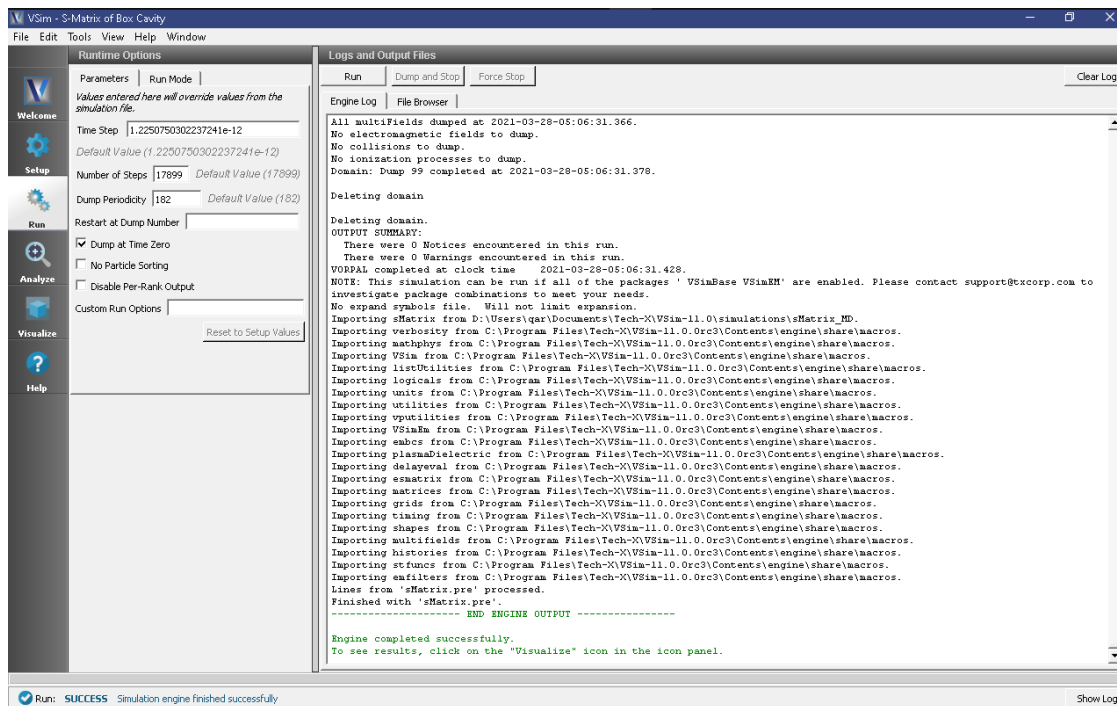 VSim - S-Matrix of Box Cavity
File Edit Tools View Help Window
Welcome
Setup
Run
Analyze
Visualize
Help
Runtime Options
Parameters
Run Mode
Values entered here will override values from the
simulation file.
Time Step 1.2250750302237241e-12
Default Value (1.2250750302237241e-12)
Number of Steps 17899 Default Value (17899)
Dump Periodicity 182 Default Value (182)
Restart at Dump Number
Dump at Time Zero
No Particle Sorting
Disable Per-Rank Output
Custom Run Options
Reset to Setup Values
Logs and Output Files
Run Dump and Stop Force Stop Clear Log
Engine Log File Browser
All multiFields dumped at 2021-03-28-05:06:31.366.
No electromagnetic fields to dump.
No collisions to dump.
No ionization processes to dump.
Domain: Dump 99 completed at 2021-03-28-05:06:31.378.
Deleting domain
Deleting domain.
OUTPUT SUMMARY:
There were 0 Notices encountered in this run.
There were 0 Warnings encountered in this run.
VORPAL completed at clock time 2021-03-28-05:06:31.428.
NOTE: This simulation can be run if all of the packages ' VSimBase VSimEM' are enabled. Please contact support@txcorp.com to
investigate package combinations to meet your needs.
No expand symbols file. Will not limit expansion.
Importing sMatrix from D:\Users\qar\Documents\Tech-X\VSim-11.0\simulations\sMatrix_MD.
Importing verbosity from C:\Program Files\Tech-X\VSim-11.0.0rc3\Contents\engine\share\macros.
Importing mathphys from C:\Program Files\Tech-X\VSim-11.0.0rc3\Contents\engine\share\macros.
Importing VSim from C:\Program Files\Tech-X\VSim-11.0.0rc3\Contents\engine\share\macros.
Importing listUtilities from C:\Program Files\Tech-X\VSim-11.0.0rc3\Contents\engine\share\macros.
Importing logicals from C:\Program Files\Tech-X\VSim-11.0.0rc3\Contents\engine\share\macros.
Importing units from C:\Program Files\Tech-X\VSim-11.0.0rc3\Contents\engine\share\macros.
Importing utilities from C:\Program Files\Tech-X\VSim-11.0.0rc3\Contents\engine\share\macros.
Importing vputilities from C:\Program Files\Tech-X\VSim-11.0.0rc3\Contents\engine\share\macros.
Importing VSimEm from C:\Program Files\Tech-X\VSim-11.0.0rc3\Contents\engine\share\macros.
Importing embcs from C:\Program Files\Tech-X\VSim-11.0.0rc3\Contents\engine\share\macros.
Importing plasmaDielectric from C:\Program Files\Tech-X\VSim-11.0.0rc3\Contents\engine\share\macros.
Importing delayeval from C:\Program Files\Tech-X\VSim-11.0.0rc3\Contents\engine\share\macros.
Importing esmatrix from C:\Program Files\Tech-X\VSim-11.0.0rc3\Contents\engine\share\macros.
Importing matrices from C:\Program Files\Tech-X\VSim-11.0.0rc3\Contents\engine\share\macros.
Importing grids from C:\Program Files\Tech-X\VSim-11.0.0rc3\Contents\engine\share\macros.
Importing timing from C:\Program Files\Tech-X\VSim-11.0.0rc3\Contents\engine\share\macros.
Importing shapes from C:\Program Files\Tech-X\VSim-11.0.0rc3\Contents\engine\share\macros.
Importing multifields from C:\Program Files\Tech-X\VSim-11.0.0rc3\Contents\engine\share\macros.
Importing histories from C:\Program Files\Tech-X\VSim-11.0.0rc3\Contents\engine\share\macros.
Importing stfuncs from C:\Program Files\Tech-X\VSim-11.0.0rc3\Contents\engine\share\macros.
Importing emfilters from C:\Program Files\Tech-X\VSim-11.0.0rc3\Contents\engine\share\macros.
Lines from 'sMatrix.pre' processed.
Finished with 'sMatrix.pre'.
--------------------- END ENGINE OUTPUT ----------------
Engine completed successfully.
To see results, click on the "Visualize" icon in the icon panel.
Run: SUCCESS Simulation engine finished successfully
Show Log